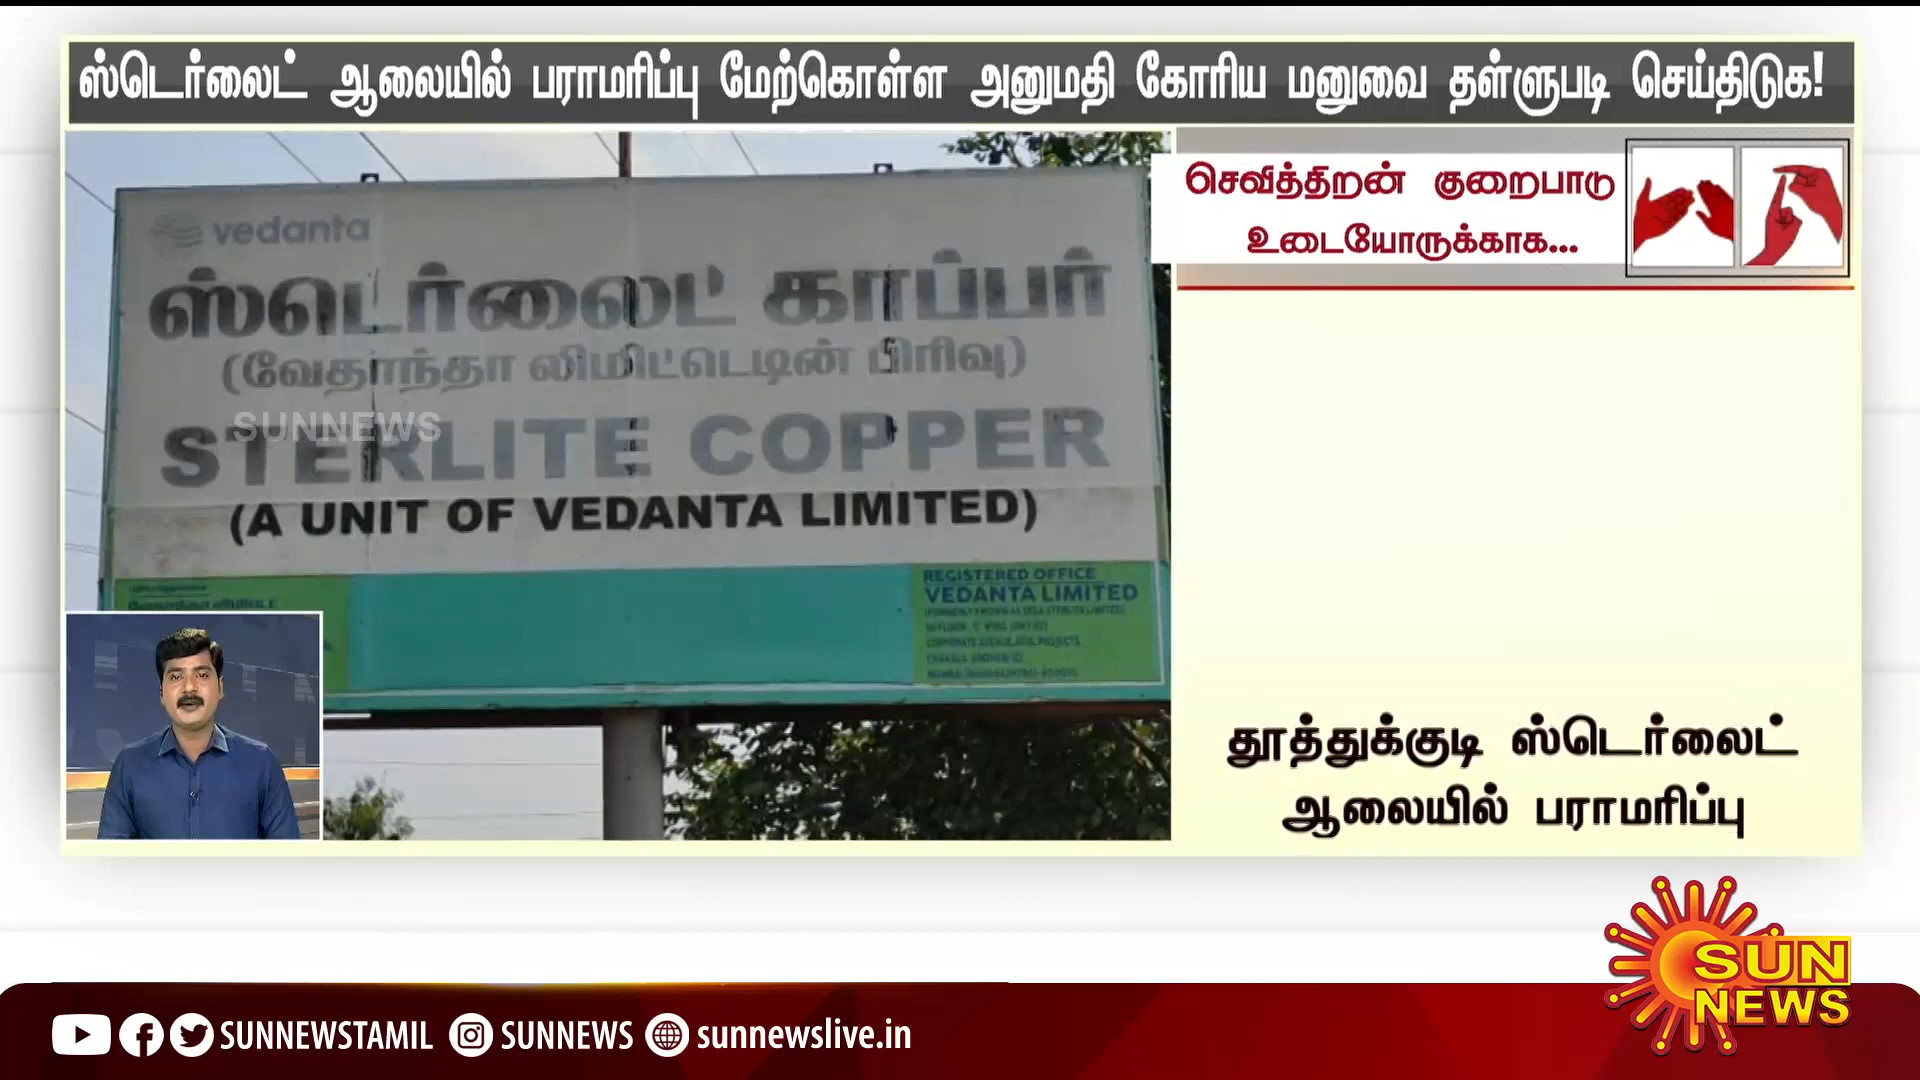 ஸ்டெர்லைட் ஆலையில் பராமரிப்பு மேற்கொள்ள அனுமதி கோரிய மனுவை தள்ளுபடி செய்திடுக!
செவித்திறன் குறைபாடு
உடையோருக்காக...
vedanta
ஸ்டெர்லைட் காப்பர்
(வேதாந்தா லிமிட்டெடின் பிரிவு)
SUNNEWS
STERLITE COPPER
(A UNIT OF VEDANTA LIMITED)
REGISTERED OFFICE
VEDANTA LIMITED
தூத்துக்குடி ஸ்டெர்லைட்
ஆலையில் பராமரிப்பு
SUN
NEWS
SUNNEWSTAMIL SUNNEWS sunnewslive.in